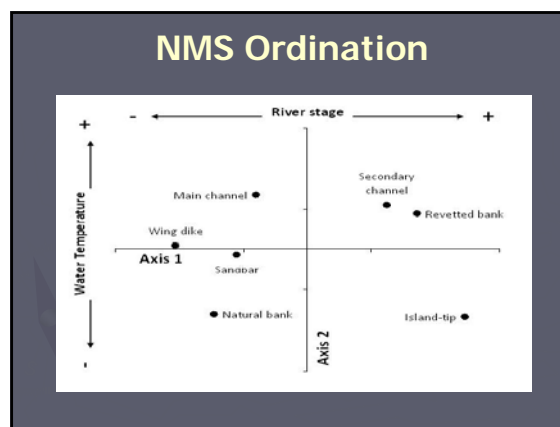 NMS Ordination
- River stage +
+
Secondary
channel
Main channel
Revetted bank
Wing dike
Axis 1
Sandbar
Water Temperature
Natural bank
Island-tip
Axis 2
-